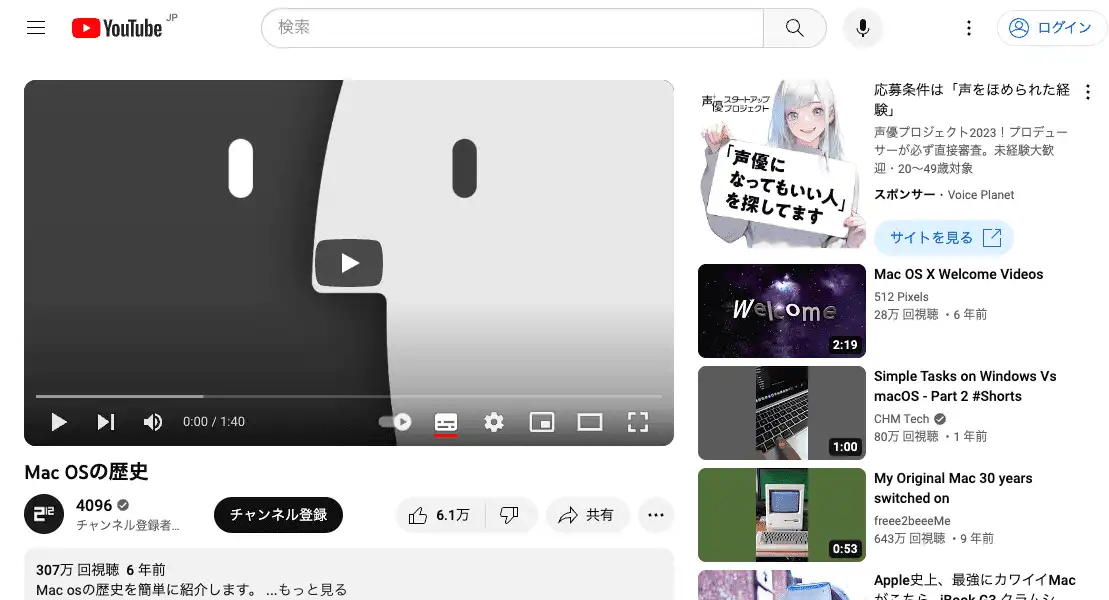 YouTube JP
検索
ログイン
0:00 / 1:40
Mac OSの歴史
4096
チャンネル登録者...
チャンネル登録
6.1万
共有
307万 回視聴 6 年前
Mac osの歴史を簡単に紹介します。 ...もっと見る
声優スタートアッププロジェクト
「声優に
なってもいい人」
を探してます
応募条件は「声をほめられた経
験」
声優プロジェクト2023！プロデュー
サーが必ず直接審査。未経験大歓
迎・20～49歳対象
スポンサー・Voice Planet
サイトを見る
Welcome
2:19
Mac OS X Welcome Videos
512 Pixels
28万 回視聴 ・6 年前
1:00
Simple Tasks on Windows Vs
macOS - Part 2 #Shorts
CHM Tech
80万 回視聴 ・1 年前
0:53
My Original Mac 30 years
switched on
freee2beeeMe
643万 回視聴 ・9 年前
Apple史上、最強にカワイイMac